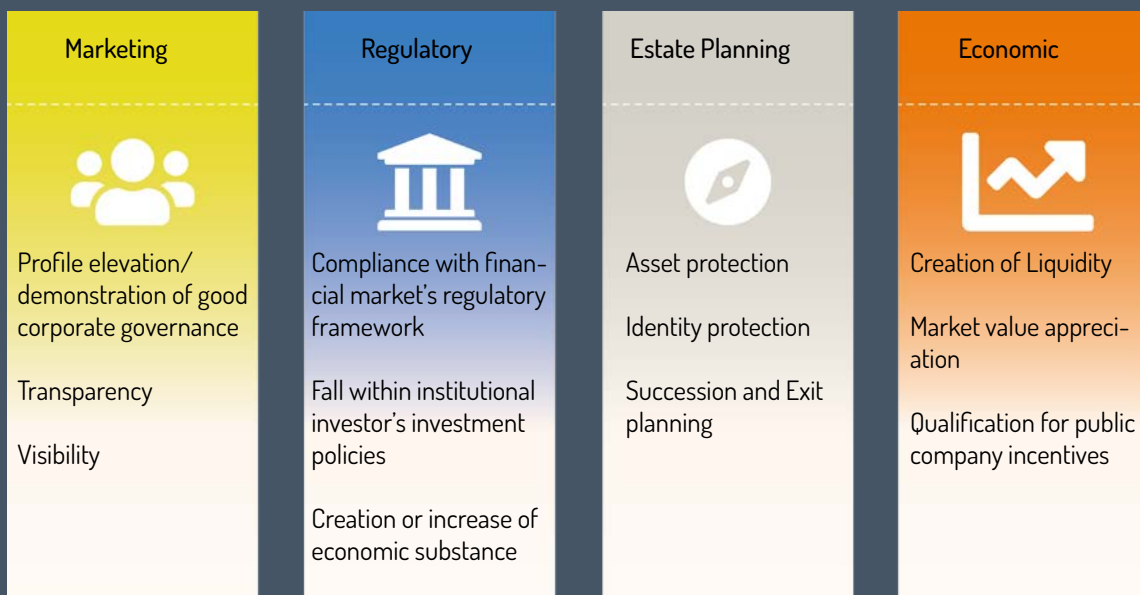 Marketing
Profile elevation/
demonstration of good
corporate governance
Transparency
Visibility
Regulatory
Compliance with finan-
cial market’s regulatory
framework
Fall within institutional
investor’s investment
policies
Creation or increase of
economic substance
Estate Planning
Asset protection
Identity protection
Succession and Exit
planning
Economic
Creation of Liquidity
Market value appreci-
ation
Qualification for public
company incentives